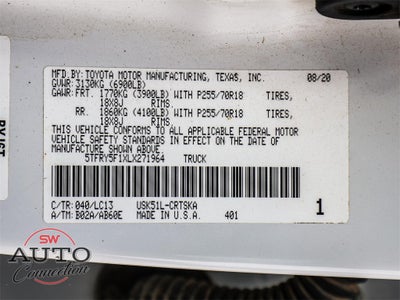 MFD.BY:TOYOTA MOTOR MANUFACTURING, TEXAS, INC. 08/20
GVWR:3130KG (6900LB)
GAWR:FRT. 1770KG (3900LB) WITH P255/70R18 TIRES,
18X8J RIMS.
RR. 1860KG (4100LB) WITH P255/70R18 TIRES,
18X8J RIMS.
THIS VEHICLE CONFORMS TO ALL APPLICABLE FEDERAL MOTOR
VEHICLE SAFETY STANDARDS IN EFFECT ON THE DATE OF
MANUFACTURE SHOWN ABOVE.
5TFRY5F1XLX271964 TRUCK
C/TR:040/LC13 USK51L-CRTSKA
A/TM:B02A/AB60E MADE IN U.S.A. 401 1
SW
AUTO
Connection